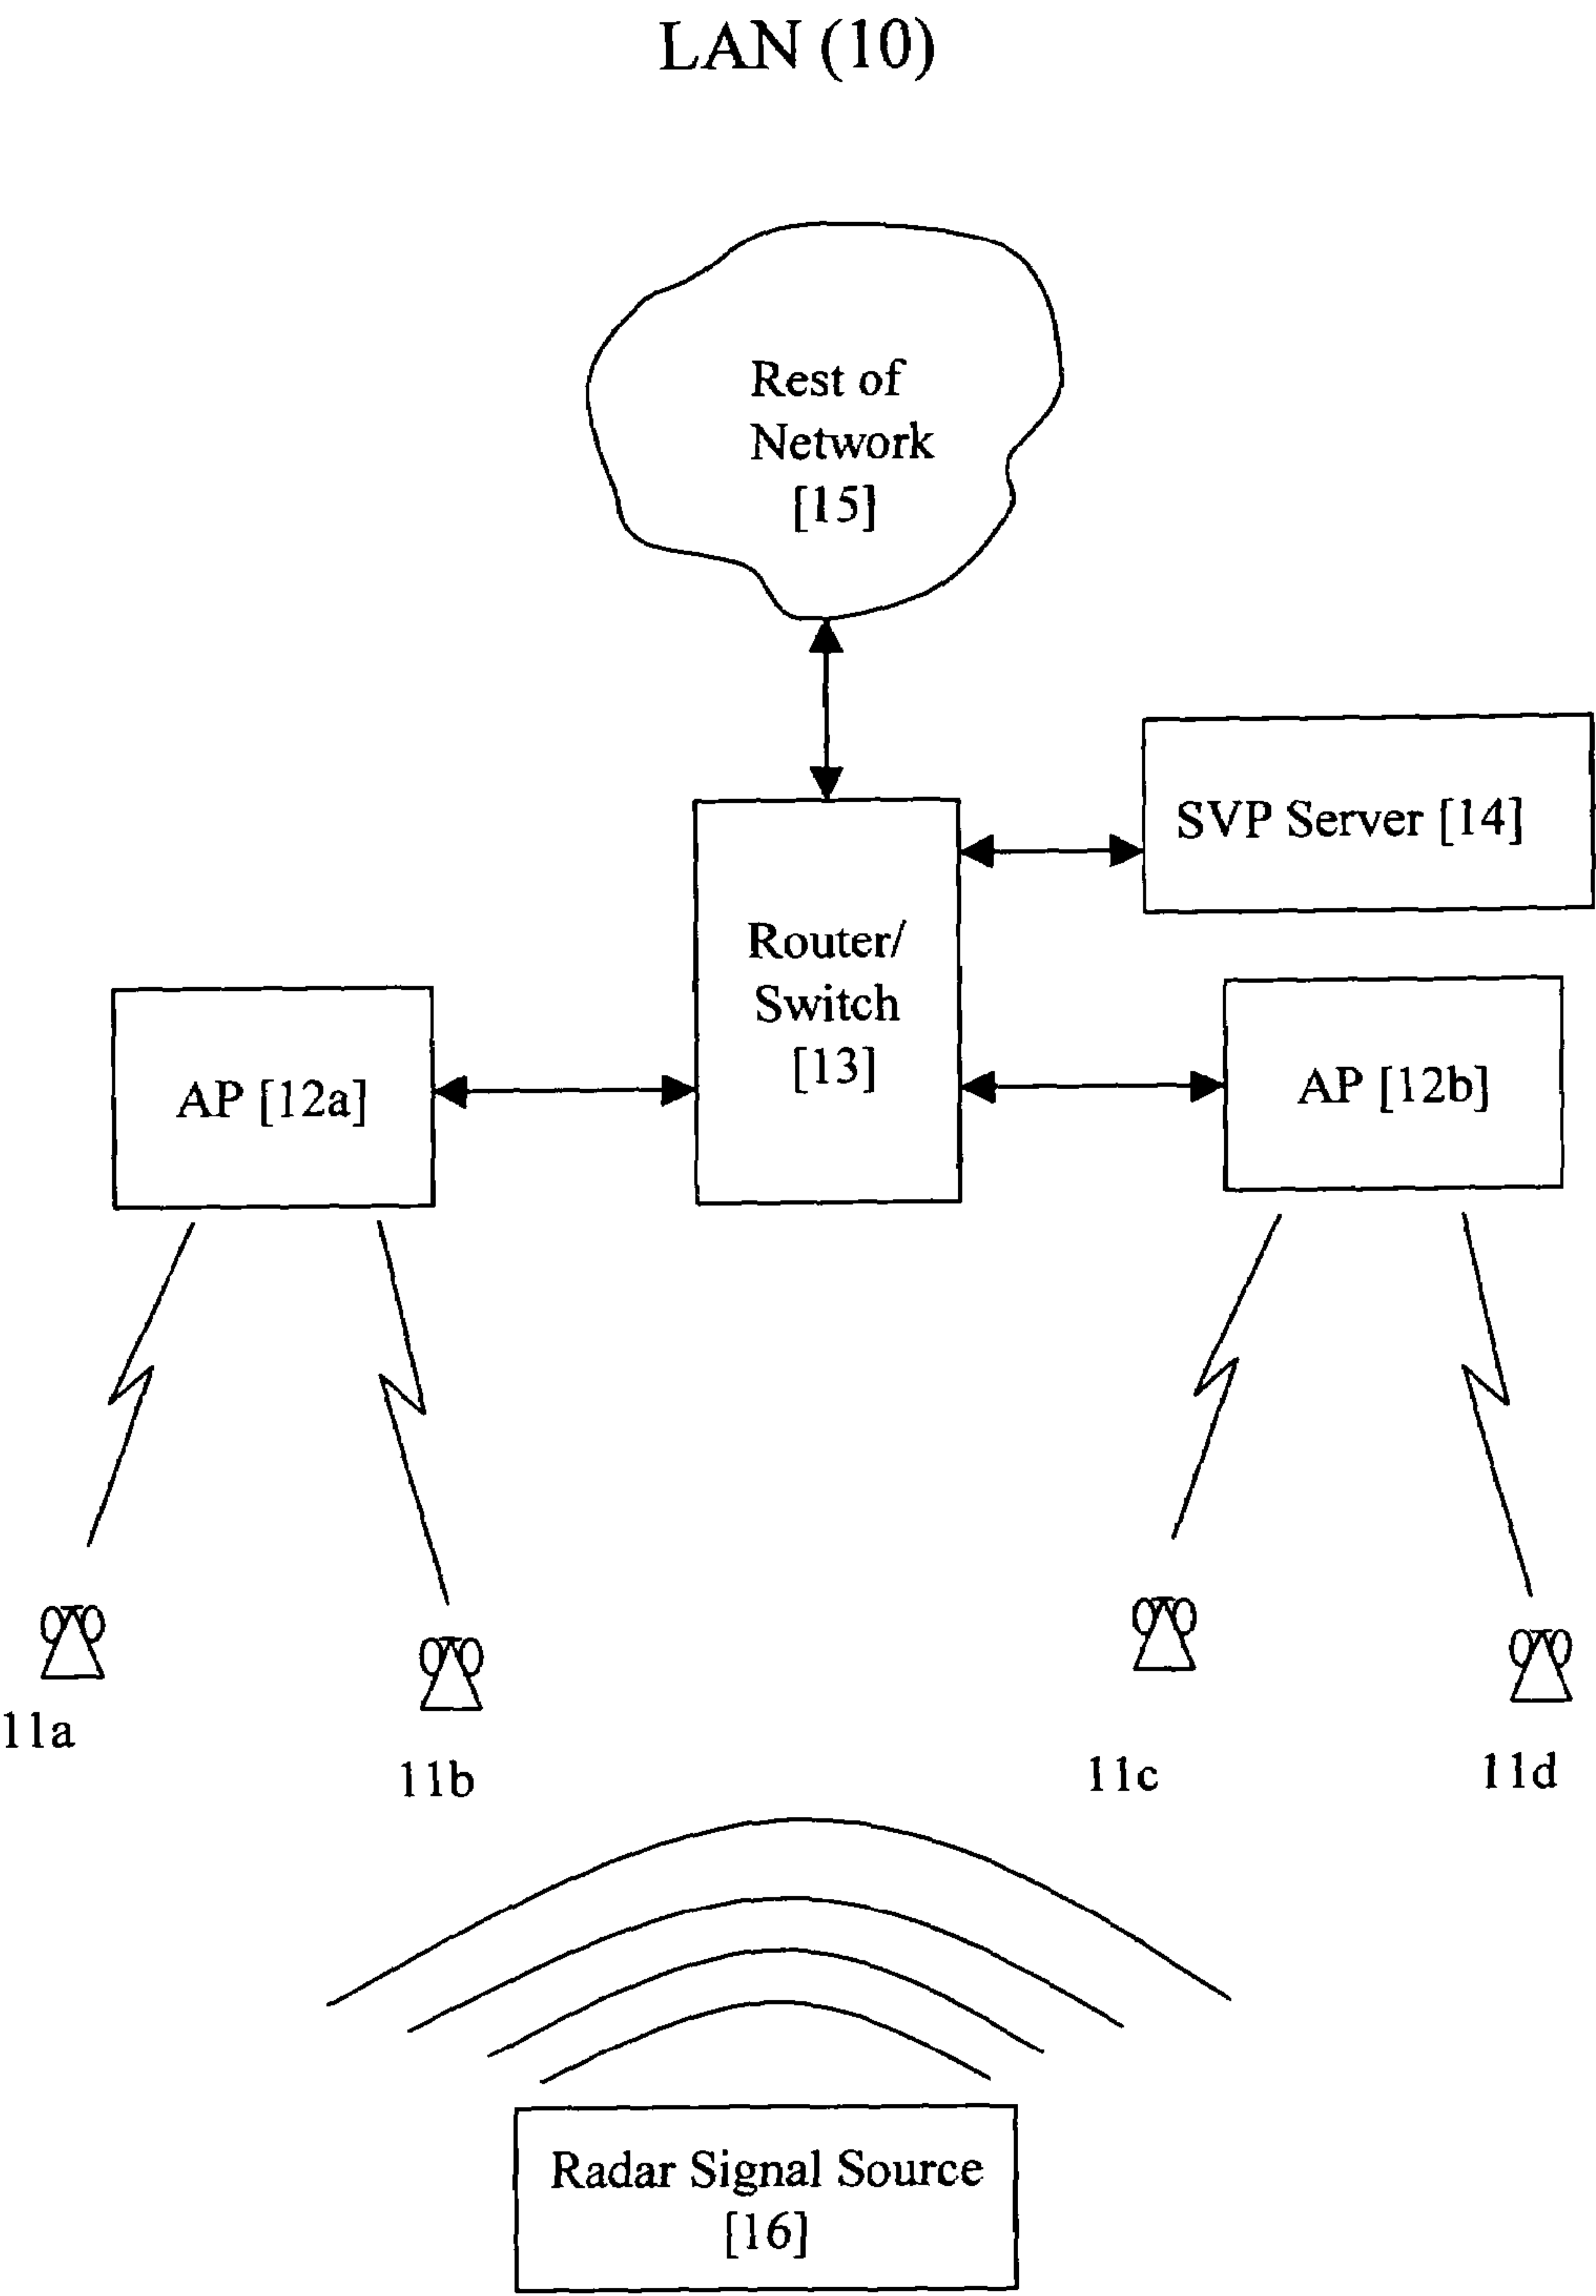 LAN (10)
Rest of
Network
[15]
SVP Server [14]
Router/
Switch
[13]
AP [12a]
AP [12b]
11a
11b
11c
11d
Radar Signal Source
[16]